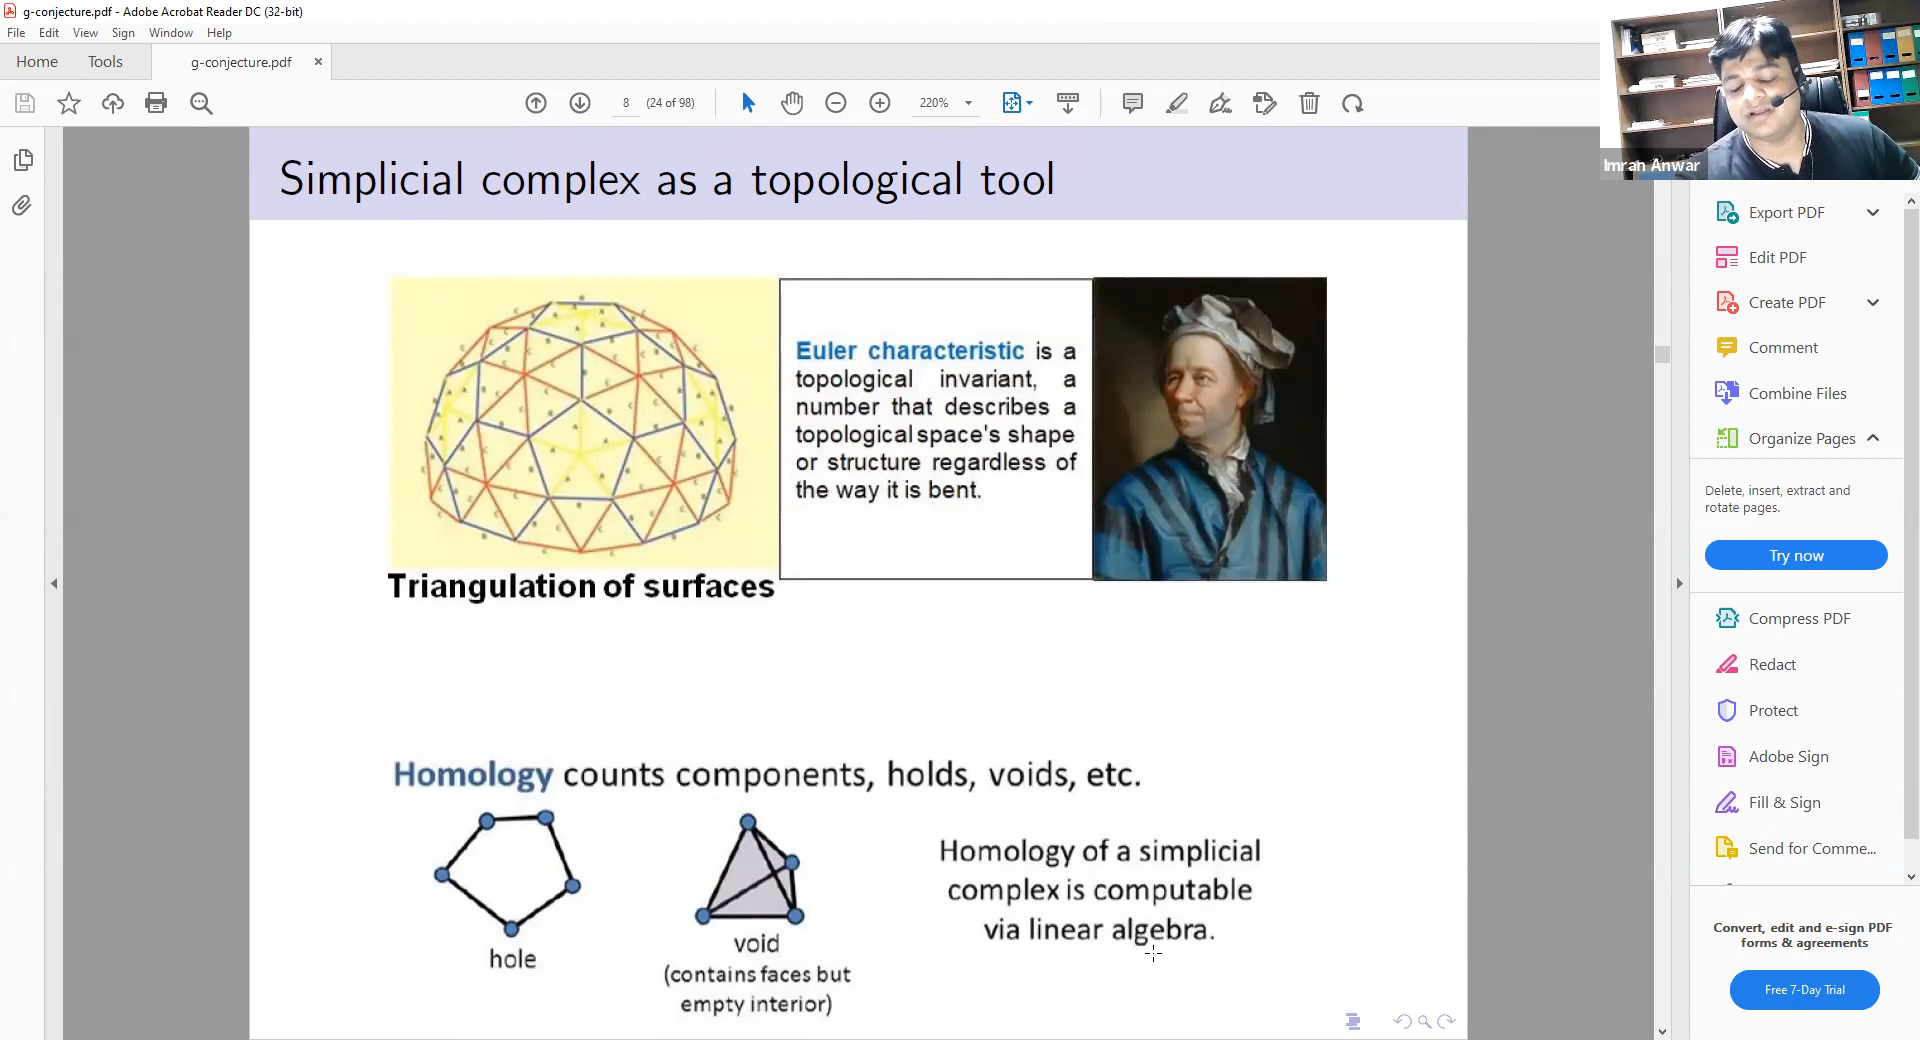 g-conjecture.pdf - Adobe Acrobat Reader DC (32-bit)
File Edit View Sign Window Help
Home Tools g-conjecture.pdf ×
8 (24 of 98) 220%
Imran Anwar
Simplicial complex as a topological tool
Euler characteristic is a
topological invariant, a
number that describes a
topological space's shape
or structure regardless of
the way it is bent.
Triangulation of surfaces
Homology counts components, holds, voids, etc.
hole
void
(contains faces but
empty interior)
Homology of a simplicial
complex is computable
via linear algebra.
Export PDF
Edit PDF
Create PDF
Comment
Combine Files
Organize Pages
Delete, insert, extract and
rotate pages.
Try now
Compress PDF
Redact
Protect
Adobe Sign
Fill & Sign
Send for Comme...
Convert, edit and e-sign PDF
forms & agreements
Free 7-Day Trial